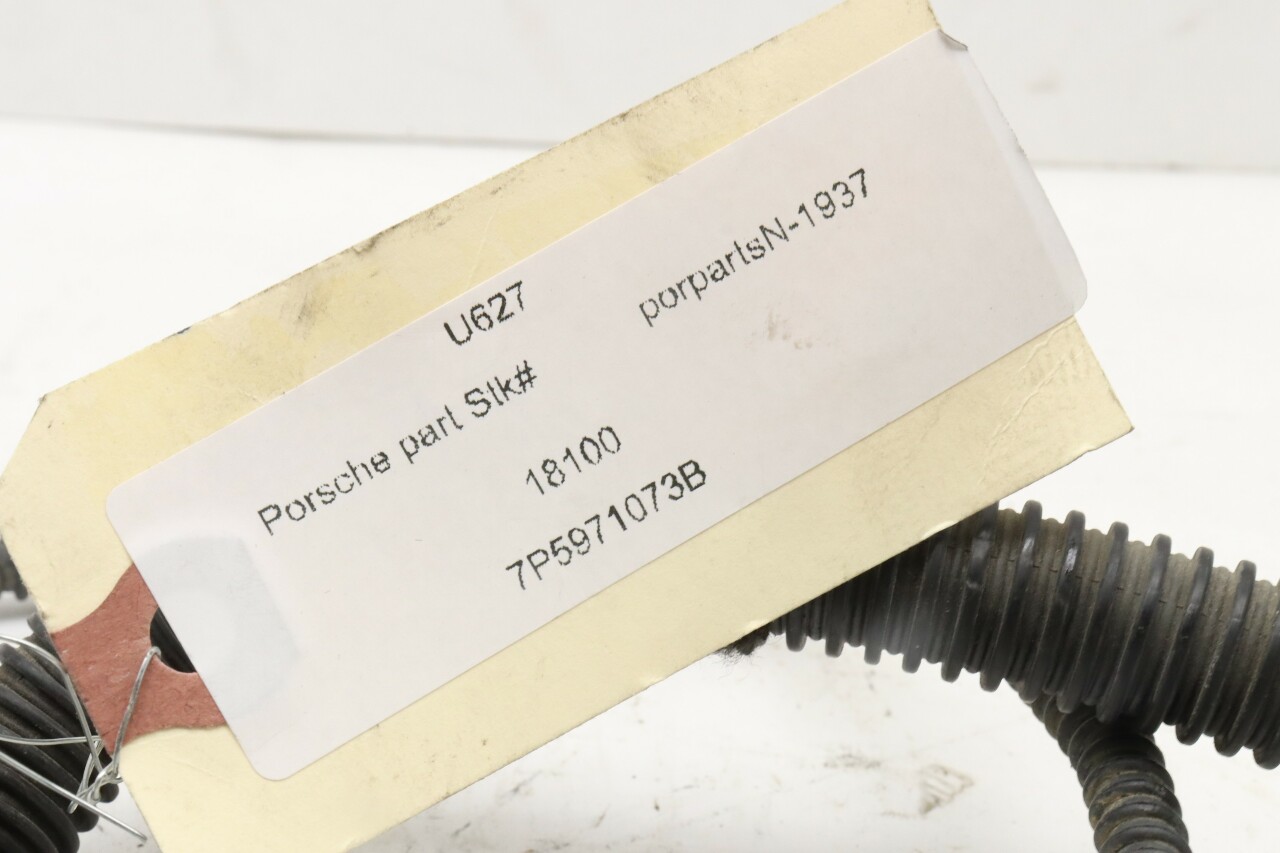 U627
porpartsN-1937
Porsche part Stk#
18100
7P5971073B